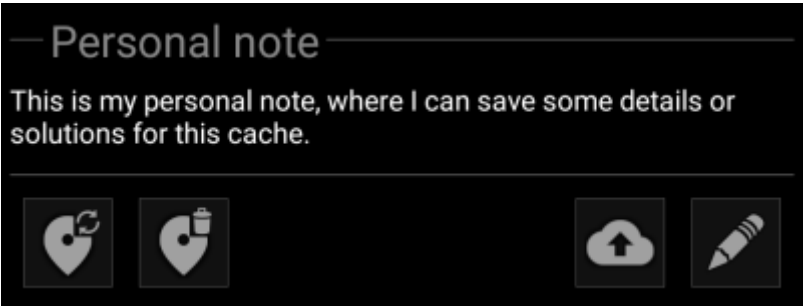 Personal note
This is my personal note, where I can save some details or
solutions for this cache.